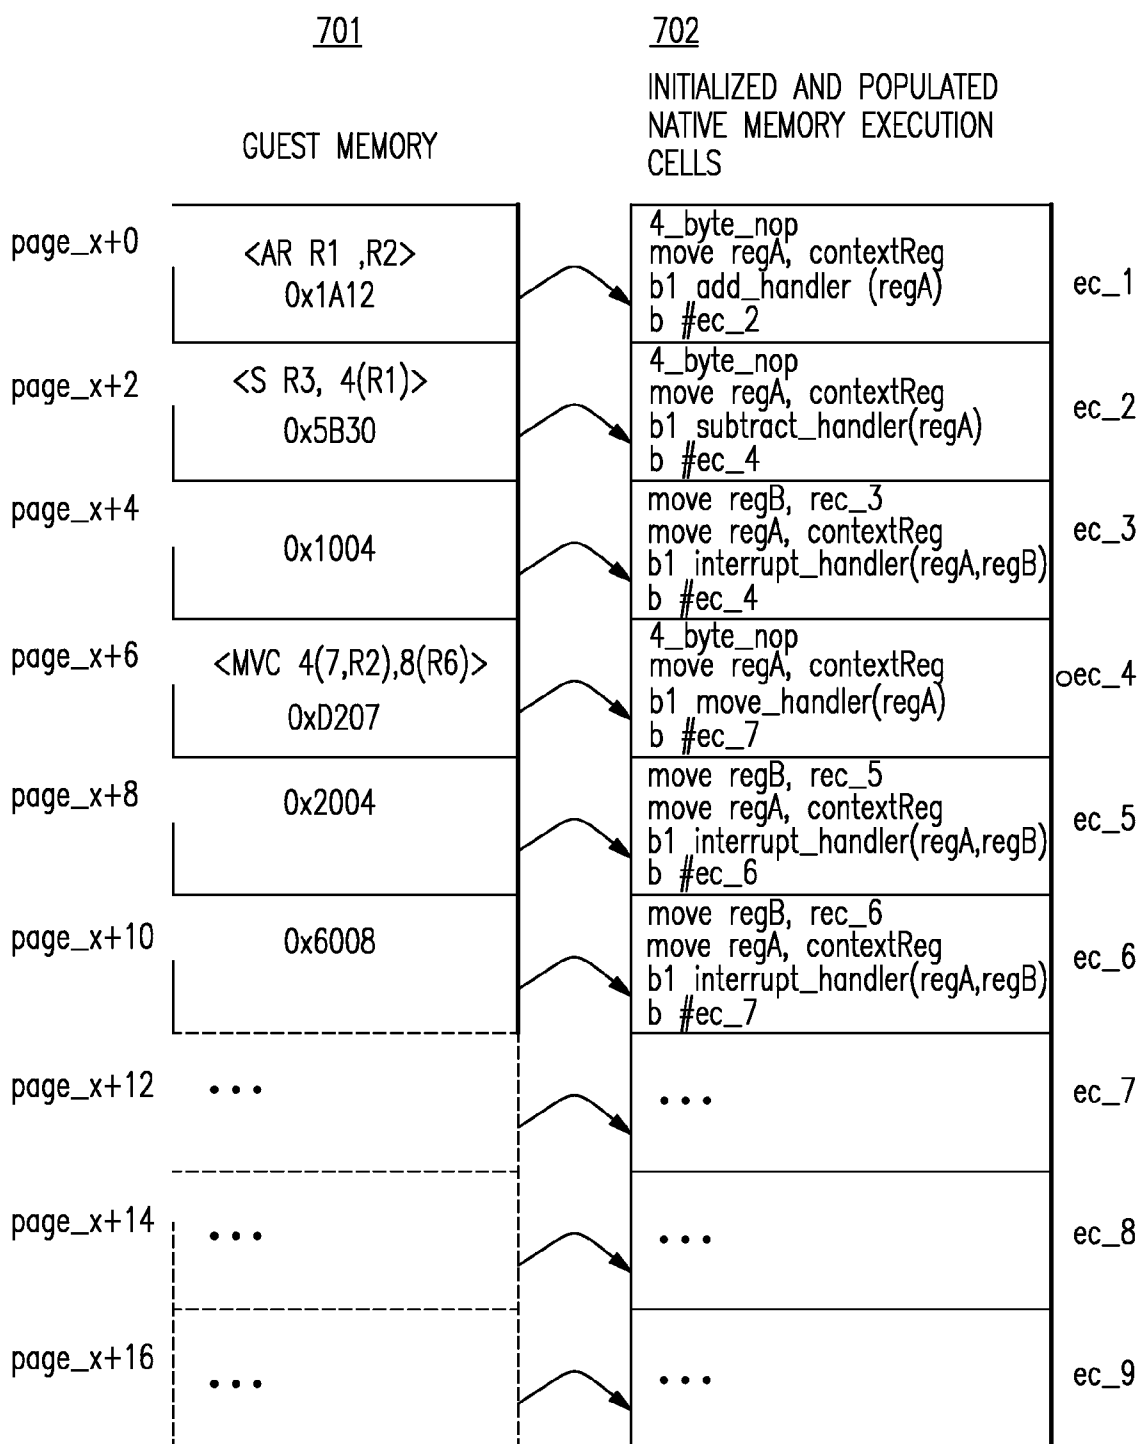 701
702
GUEST MEMORY
INITIALIZED AND POPULATED
NATIVE MEMORY EXECUTION
CELLS
page_x+0
<AR R1 ,R2>
0x1A12
4_byte_nop
move regA, contextReg
b1 add_handler (regA)
b #ec_2
ec_1
page_x+2
<S R3, 4(R1)>
0x5B30
4_byte_nop
move regA, contextReg
b1 subtract_handler(regA)
b #ec_4
ec_2
page_x+4
0x1004
move regB, rec_3
move regA, contextReg
b1 interrupt_handler(regA,regB)
b #ec_4
ec_3
page_x+6
<MVC 4(7,R2),8(R6)>
0xD207
4_byte_nop
move regA, contextReg
b1 move_handler(regA)
b #ec_7
oec_4
page_x+8
0x2004
move regB, rec_5
move regA, contextReg
b1 interrupt_handler(regA,regB)
b #ec_6
ec_5
page_x+10
0x6008
move regB, rec_6
move regA, contextReg
b1 interrupt_handler(regA,regB)
b #ec_7
ec_6
page_x+12
...
...
ec_7
page_x+14
...
...
ec_8
page_x+16
...
...
ec_9